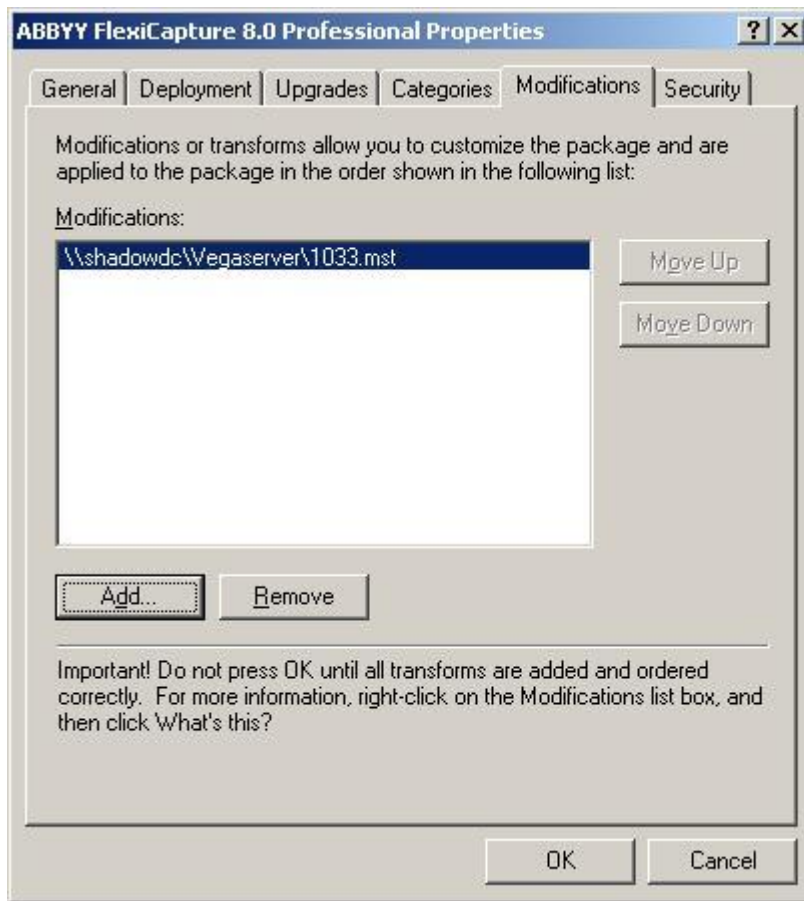 ABBYY FlexiCapture 8.0 Professional Properties
General Deployment Upgrades Categories Modifications Security
Modifications or transforms allow you to customize the package and are
applied to the package in the order shown in the following list:
Modifications:
\\shadowdc\Vegaserver\1033.mst
Move Up
Move Down
Add... Remove
Important! Do not press OK until all transforms are added and ordered
correctly. For more information, right-click on the Modifications list box, and
then click What's this?
OK Cancel